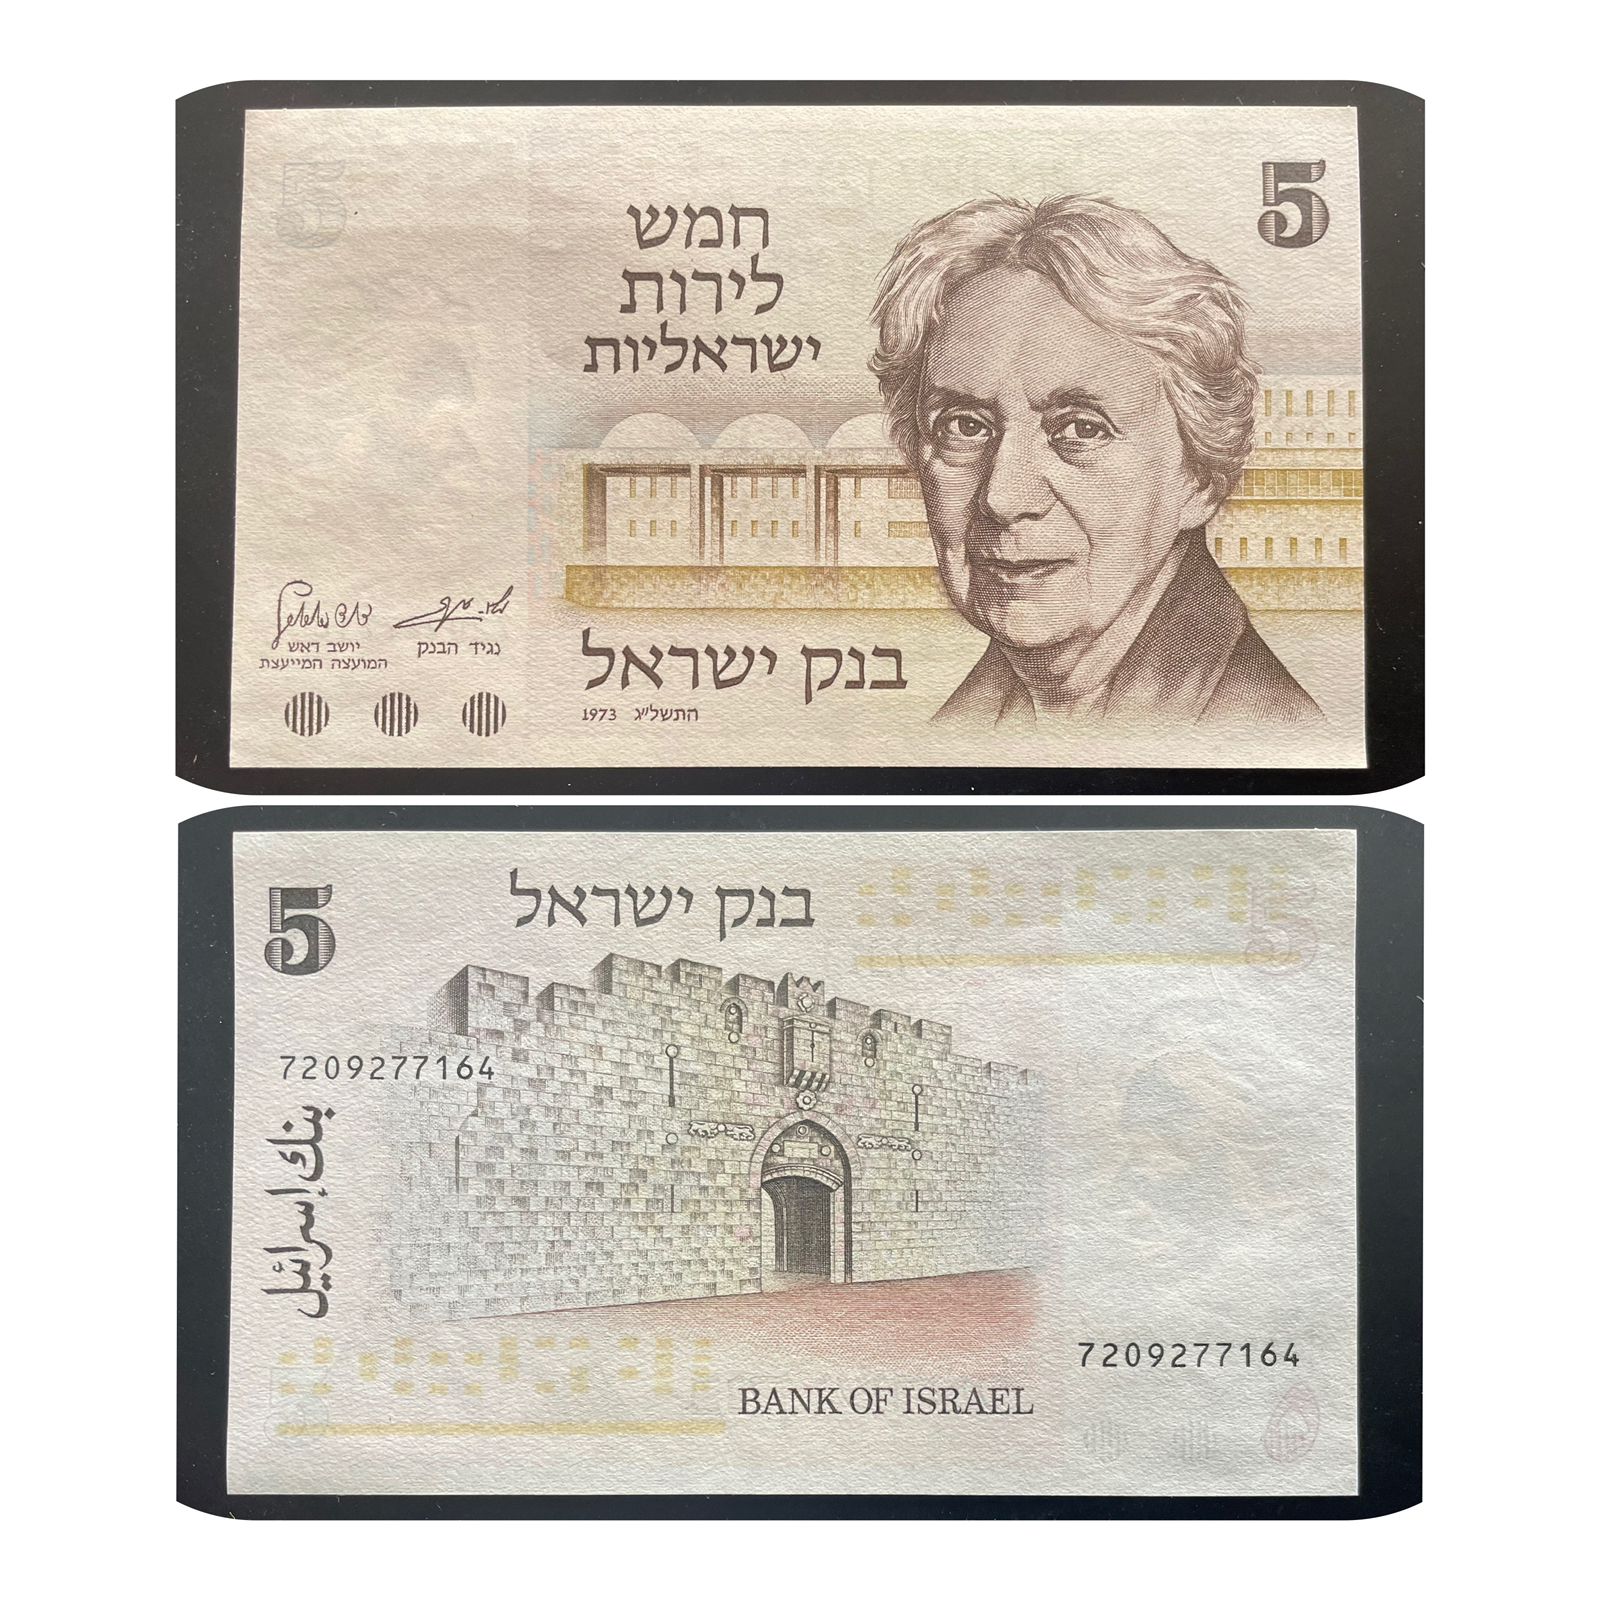 5
חמש
לירות
ישראליות
יושב ראש
המועצה המייעצת
נגיד הבנק
בנק ישראל
1973 התשל״ג
5
בנק ישראל
7209277164
بنك إسرائيل
7209277164
BANK OF ISRAEL